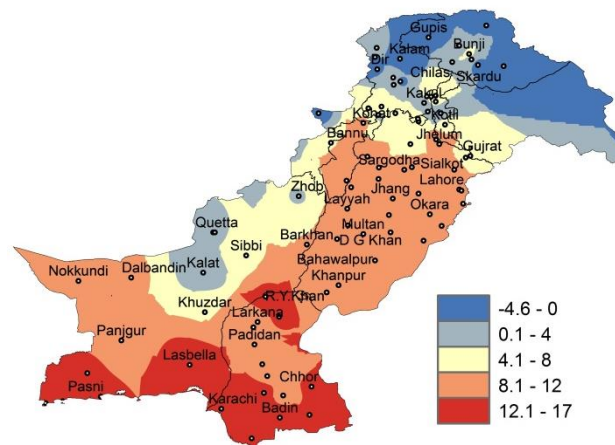 Gupis
Kalam
Bunji
Dir
Chilas
Skardu
Kakul
Kohat
Kotli
Bannu
Jhelum
Gujrat
Sargodha
Sialkot
Zhob
Jhang
Lahore
Layyah
Okara
Quetta
Multan
Barkhan
D G Khan
Sibbi
Kalat
Bahawalpur
Nokkundi
Dalbandin
Khanpur
R.Y.Khan
Khuzdar
Larkana
Padidan
Panjgur
Lasbella
Pasni
Chhor
Karachi
Badin
-4.6 - 0
0.1 - 4
4.1 - 8
8.1 - 12
12.1 - 17